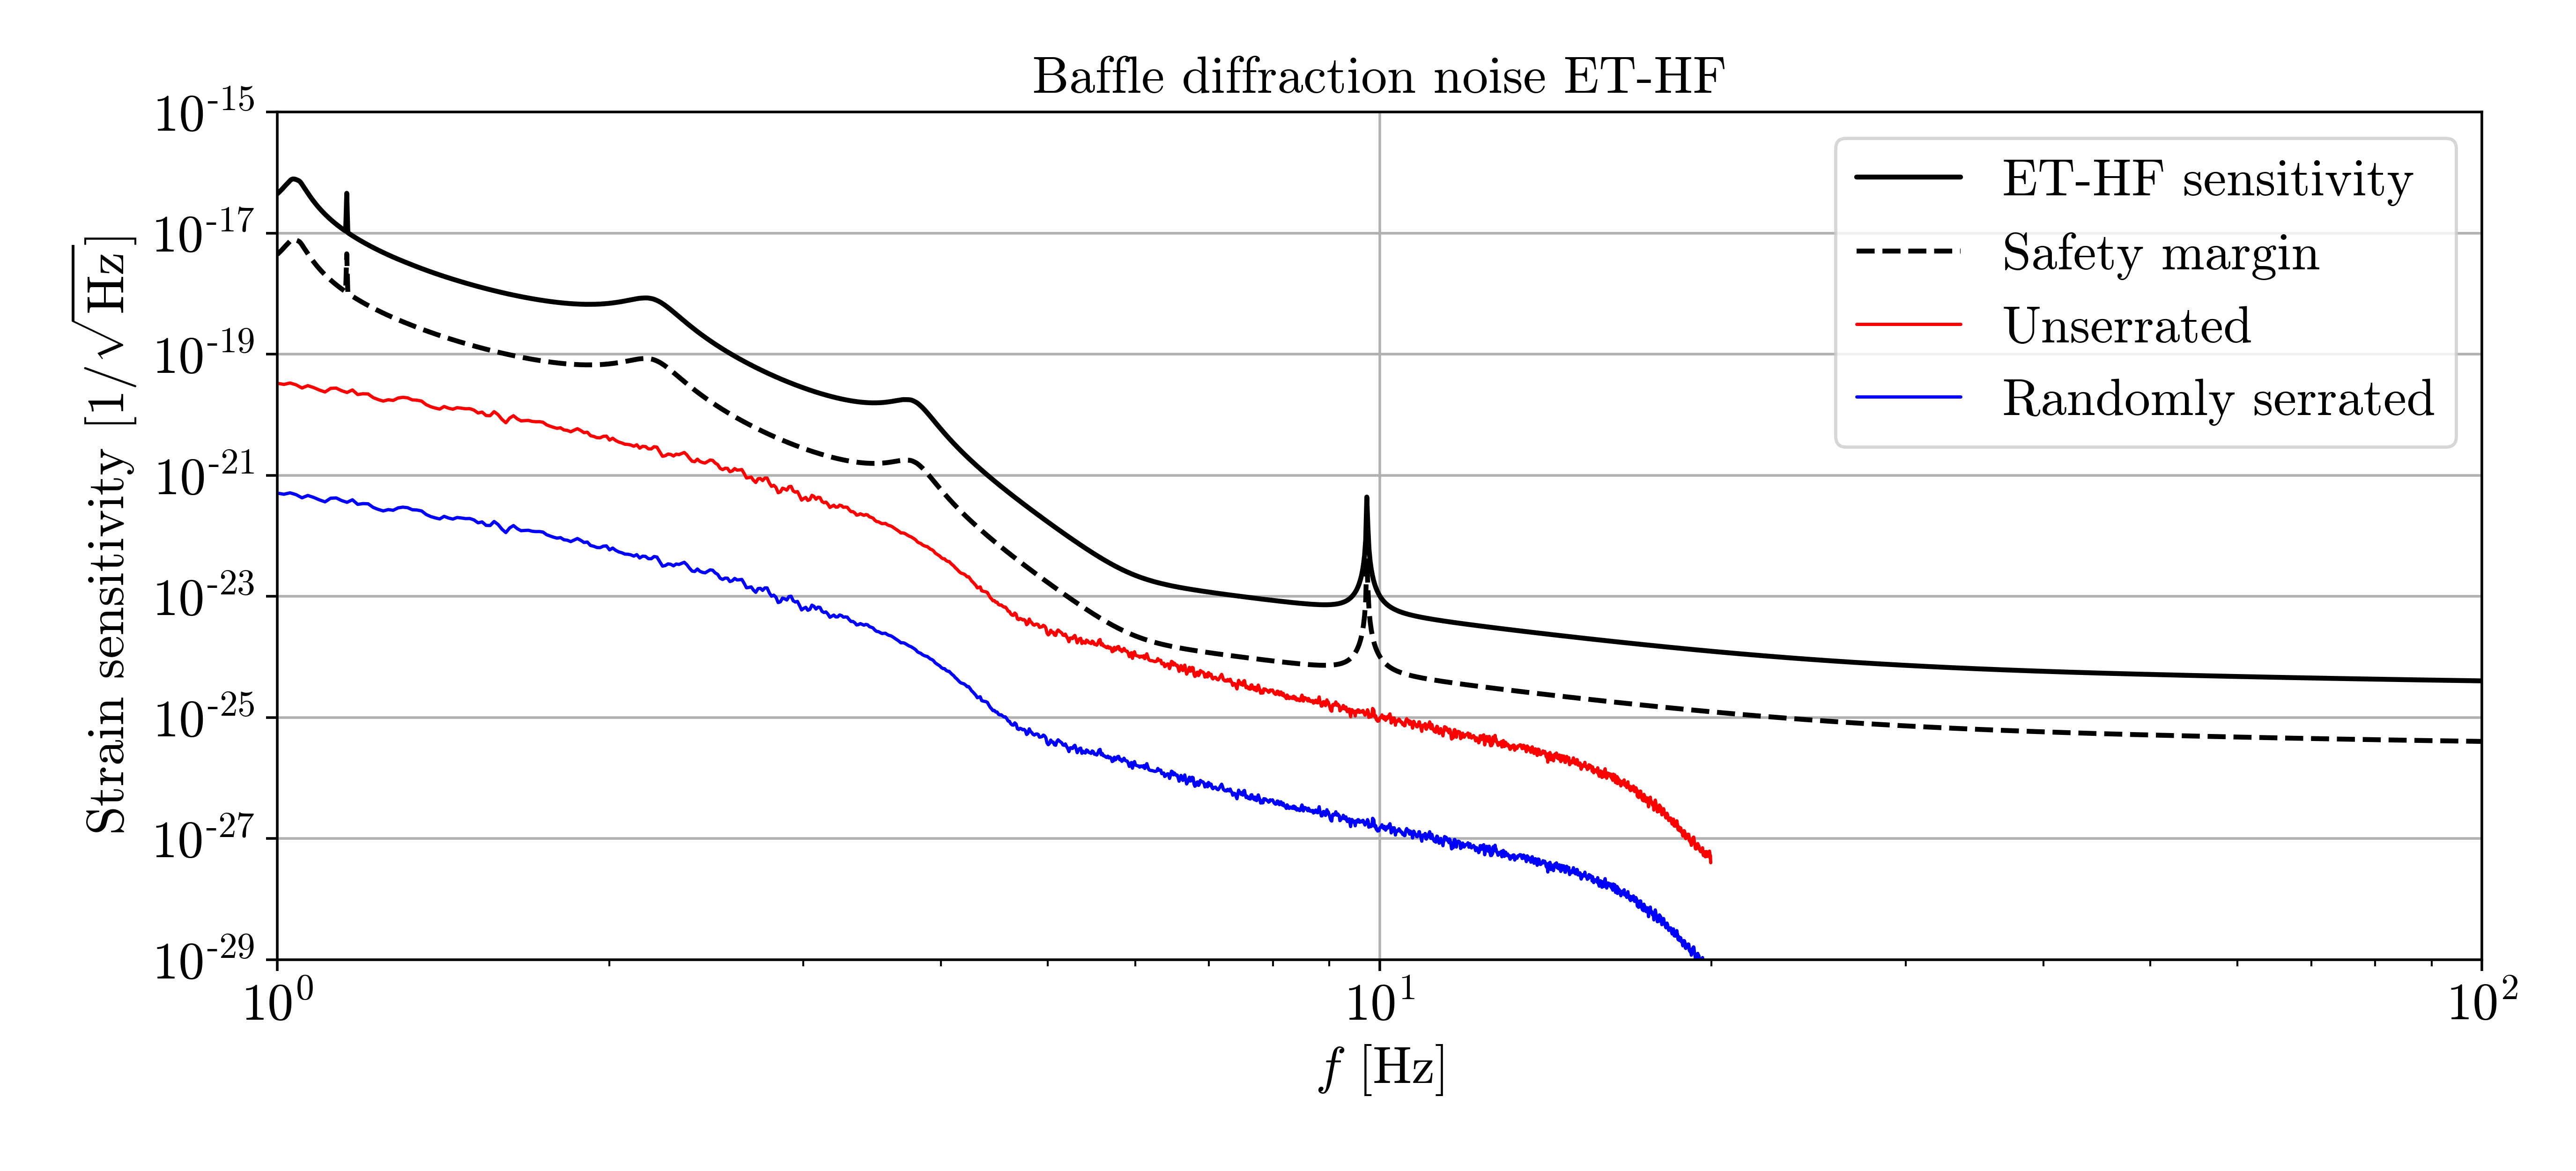 Baffle diffraction noise ET-HF
Strain sensitivity [1/√Hz]
10^-15
10^-17
10^-19
10^-21
10^-23
10^-25
10^-27
10^-29
ET-HF sensitivity
Safety margin
Unserrated
Randomly serrated
10^0
10^1
10^2
f [Hz]